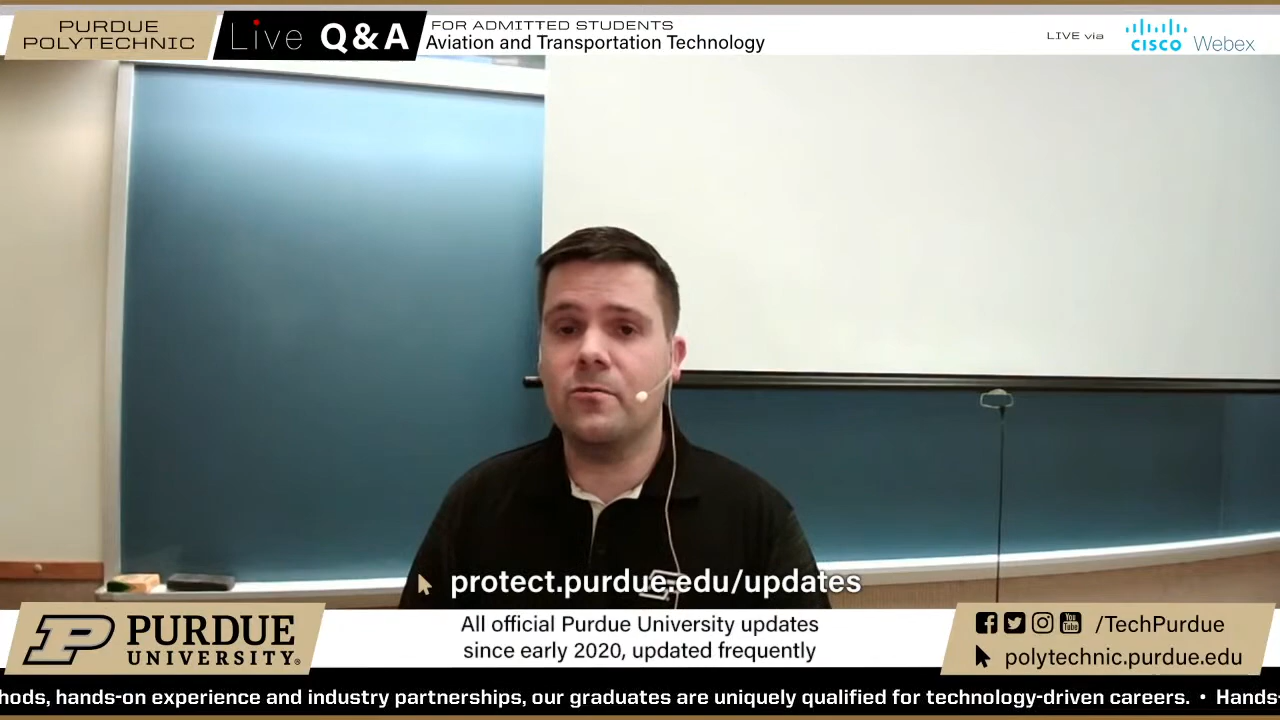 PURDUE
POLYTECHNIC
Live Q&A
FOR ADMITTED STUDENTS
Aviation and Transportation Technology
LIVE via
CISCO Webex
protect.purdue.edu/updates
P PURDUE
UNIVERSITY®
All official Purdue University updates
since early 2020, updated frequently
/TechPurdue
polytechnic.purdue.edu
hods, hands-on experience and industry partnerships, our graduates are uniquely qualified for technology-driven careers. • Hands